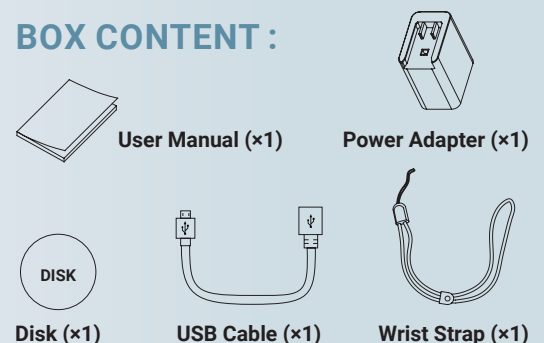 BOX CONTENT :
User Manual (×1)
Power Adapter (×1)
DISK
Disk (×1)
USB Cable (×1)
Wrist Strap (×1)